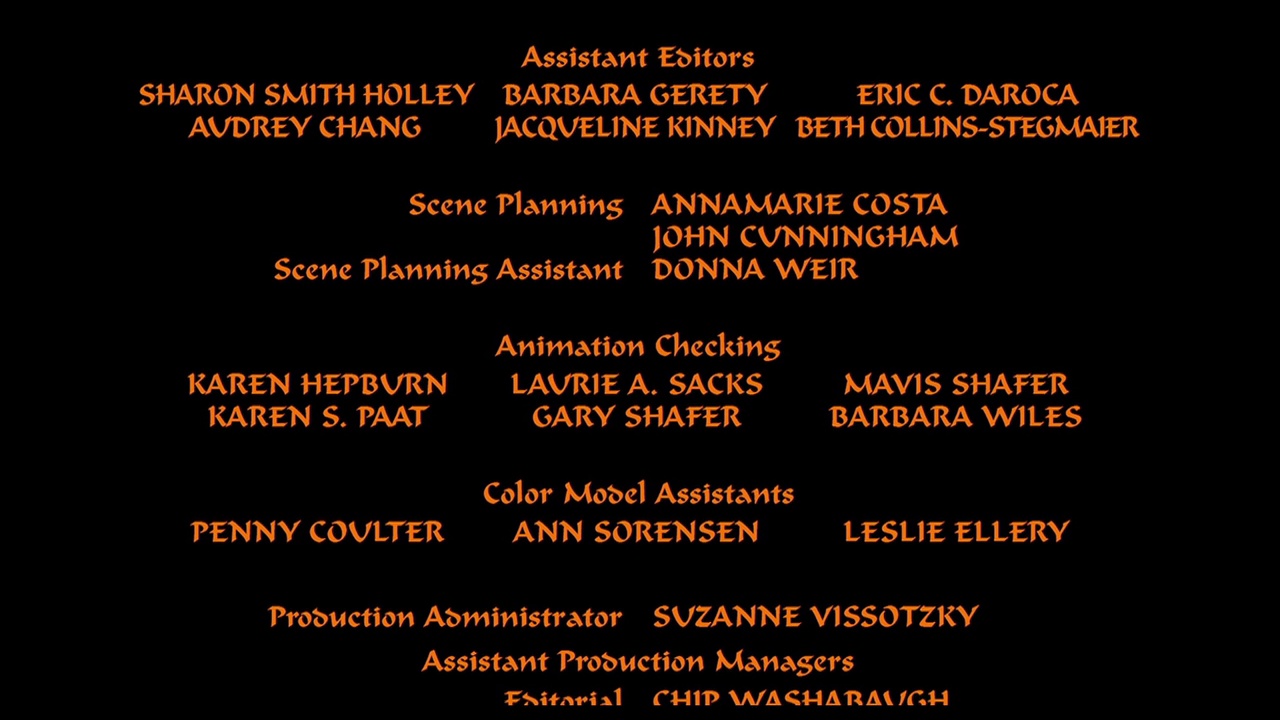 Assistant Editors
SHARON SMITH HOLLEY BARBARA GERETY ERIC C. DAROCA
AUDREY CHANG JACQUELINE KINNEY BETH COLLINS-STEGMAIER
Scene Planning ANNAMARIE COSTA
JOHN CUNNINGHAM
Scene Planning Assistant DONNA WEIR
Animation Checking
KAREN HEPBURN LAURIE A. SACKS MAVIS SHAFER
KAREN S. PAAT GARY SHAFER BARBARA WILES
Color Model Assistants
PENNY COULTER ANN SORENSEN LESLIE ELLERY
Production Administrator SUZANNE VISSOTZKY
Assistant Production Managers
Editorial CHIP WASHABAUGH